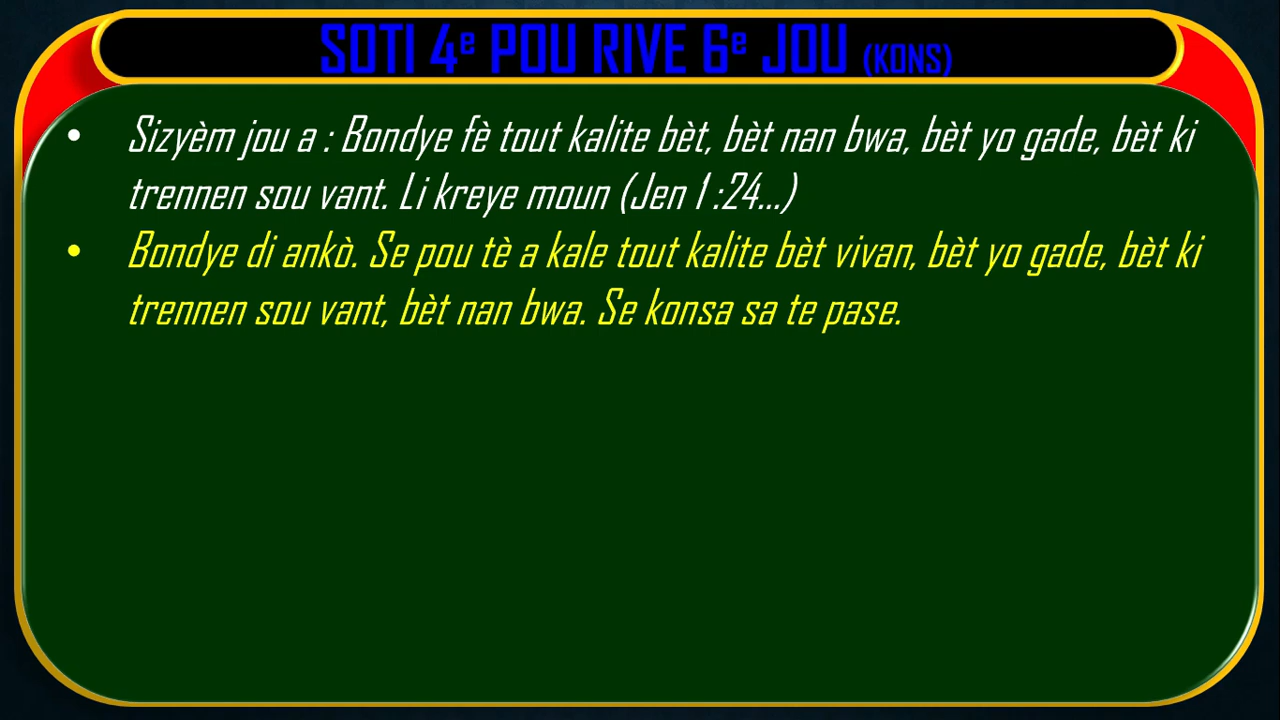 SOTI 4e POU RIVE 6e JOU (KONS)
• Sizyèm jou a : Bondye fè tout kalite bèt, bèt nan bwa, bèt yo gade, bèt ki
trennen sou vant. Li kreye moun (Jen 1 :24...)
• Bondye di ankò. Se pou tè a kale tout kalite bèt vivan, bèt yo gade, bèt ki
trennen sou vant, bèt nan bwa. Se konsa sa te pase.